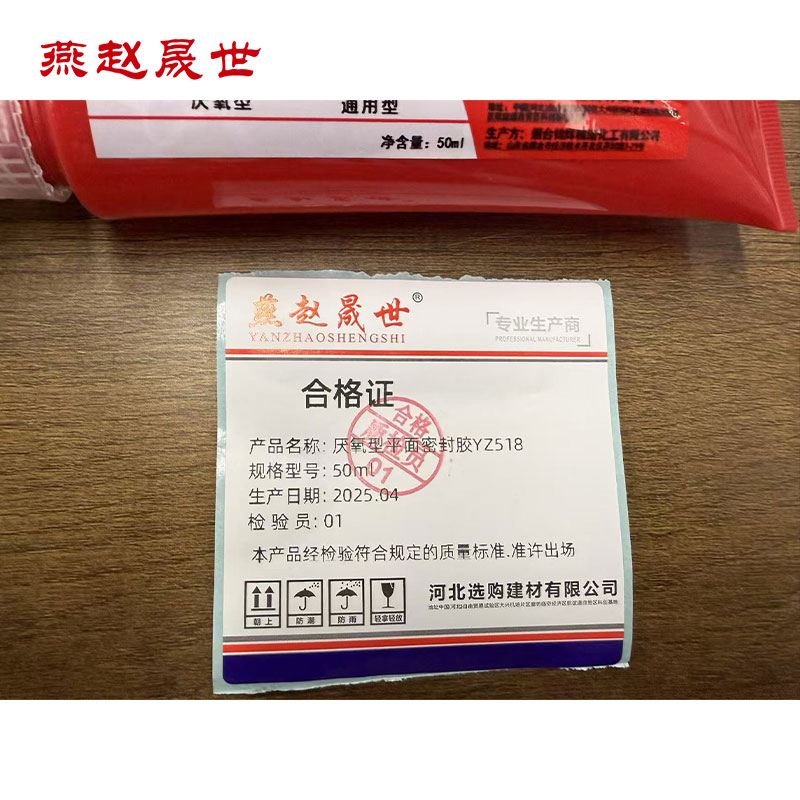 燕赵晟世
厌氧型 通用型
净含量: 50ml
燕赵晟世®
YANZHAOSHENGSHI
专业生产商
PROFESSIONAL MANUFACTURER
合格证
产品名称: 厌氧型平面密封胶YZ518
规格型号: 50ml
生产日期: 2025.04
检验员: 01
合格
01
本产品经检验符合规定的质量标准.准许出场
朝上 防潮 防雨 轻拿轻放
河北选购建材有限公司